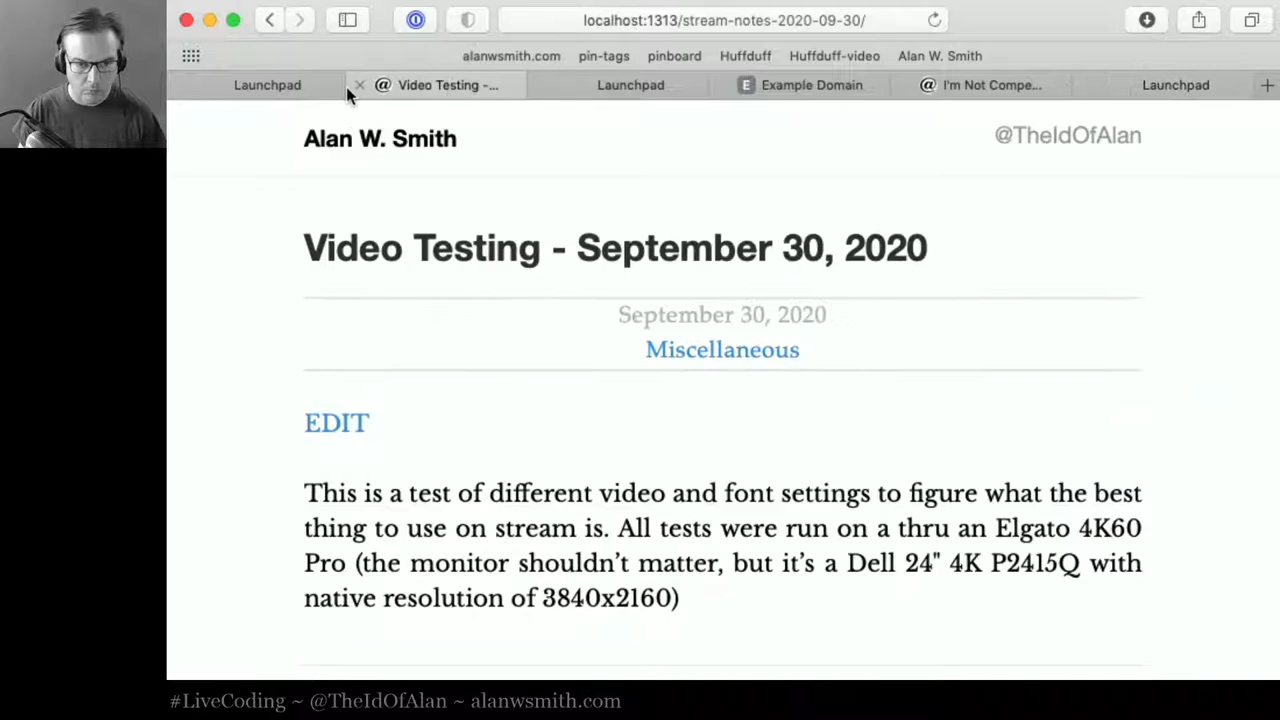 localhost:1313/stream-notes-2020-09-30/
alanwsmith.com pin-tags pinboard Huffduff Huffduff-video Alan W. Smith
Launchpad @ Video Testing -... Launchpad E Example Domain @ I'm Not Compe... Launchpad
Alan W. Smith @TheIdOfAlan
Video Testing - September 30, 2020
September 30, 2020
Miscellaneous
EDIT
This is a test of different video and font settings to figure what the best
thing to use on stream is. All tests were run on a thru an Elgato 4K60
Pro (the monitor shouldn’t matter, but it’s a Dell 24" 4K P2415Q with
native resolution of 3840x2160)
#LiveCoding ~ @TheIdOfAlan ~ alanwsmith.com